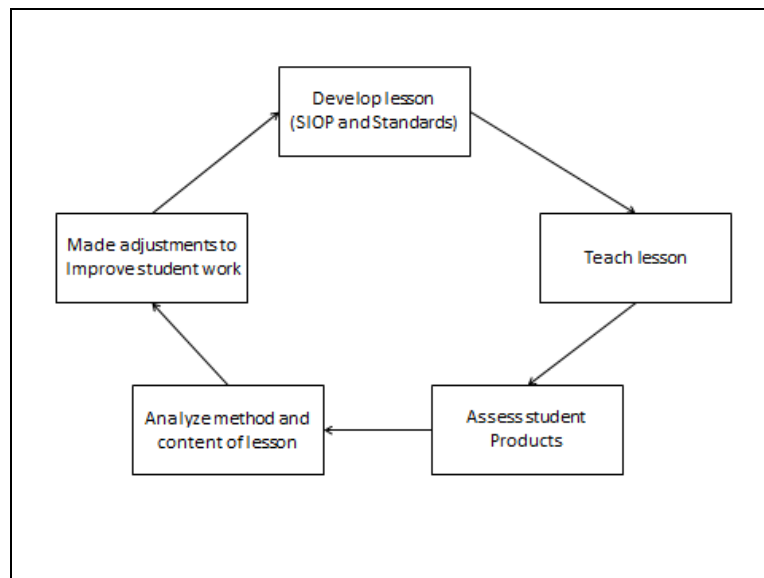 Develop lesson
(SIOP and Standards)
Teach lesson
Assess student
Products
Analyze method and
content of lesson
Made adjustments to
Improve student work